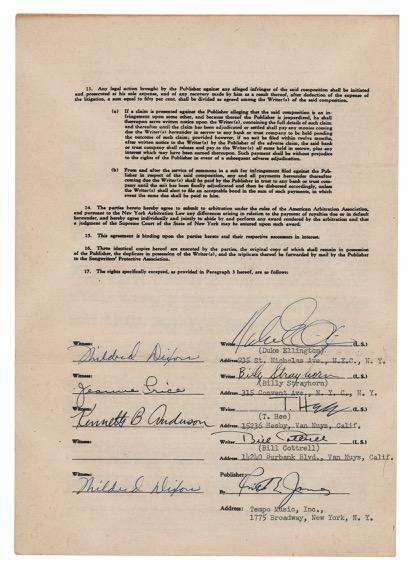 13. Any legal action brought by the Publisher against any alleged infringer of the said composition shall be initiated
and prosecuted at his sole expense, and of any recovery made by him as a result thereof, after deduction of the expense of
the litigation, a sum equal to fifty per cent, shall be divided as agreed among the Writer(s) of the said composition.
(a) If a claim is presented against the Publisher alleging that the said composition is an in-
fringement upon some other, and because thereof the Publisher is jeopardized, he shall
thereupon serve written notice upon the Writer(s), containing the full details of such claim
and thereafter until the claim has been adjudicated or settled shall pay any moneys coming
due the Writer(s) hereunder in escrow to any bank or trust company to be held pending
the outcome of such claim; provided however, if no suit be filed within twelve months
after written notice to the Writer(s) by the Publisher of the adverse claim, the said bank
or trust company shall release and pay to the Writer(s) all sums held in escrow, plus any
interest which may have been earned thereupon. Such payment shall be without prejudice
to the rights of the Publisher in event of a subsequent adverse adjudication.
(b) From and after the service of summons in a suit for infringement filed against the Pub-
lisher in respect of the said composition, any and all payments hereunder thereafter
coming due the Writer(s) shall be paid by the Publisher in trust to any bank or trust com-
pany until the suit has been finally adjudicated and then be disbursed accordingly, unless
the Writer(s) shall elect to file an acceptable bond in the sum of such payments, in which
event the same shall be paid to him.
14. The parties hereto hereby agree to submit to arbitration under the rules of the American Arbitration Association,
and pursuant to the New York Arbitration Law any differences arising in relation to payment of royalties due or in default
hereunder, and hereby agree individually and jointly to abide by and perform any award rendered by the arbitration and that
a judgment of the Supreme Court of the State of New York may be entered upon such award.
15. This agreement is binding upon the parties hereto and their respective successors in interest.
16. Three identical copies hereof are executed by the parties, the original copy of which shall remain in possession
of the Publisher, the duplicate in possession of the Writer(s), and the triplicate thereof be forwarded by mail by the Publisher
to the Songwriters' Protective Association.
17. The rights specifically excepted, as provided in Paragraph 3 hereof, are as follows:
Witness: Writer Duke Ellington (L.S.)
Mildred Dixon (Duke Ellington)
Address 935 St. Nicholas Ave., N.Y.C., N. Y.
Witness: Writer Billy Strayhorn (L.S.)
Jeanne Price (Billy Strayhorn)
Address 315 Convent Ave., N. Y. C., N. Y.
Witness: Writer T. Hee (L.S.)
Kenneth B Anderson (T. Hee)
Address 15236 Hesby, Van Nuys, Calif.
Witness: Writer Bill Cottrell (L.S.)
(Bill Cottrell)
Address 14240 Burbank Blvd., Van Nuys, Calif.
Witness: Publisher
Mildred Dixon By Ruth E. James
Address: Tempo Music, Inc.,
1775 Broadway, New York, N. Y.